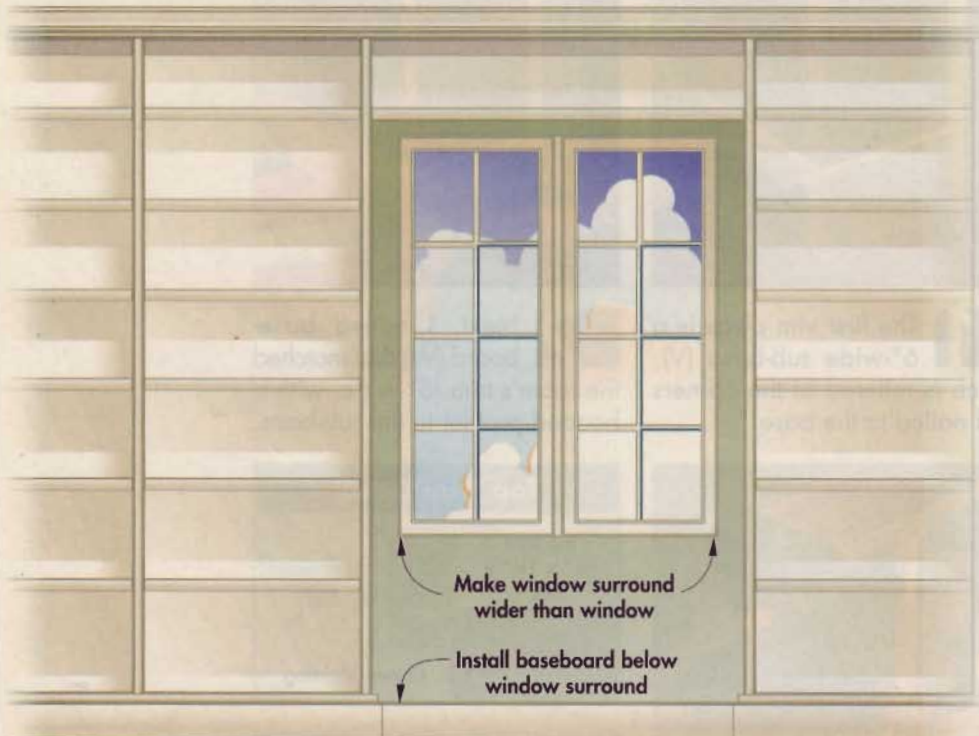 Make window surround
wider than window
Install baseboard below
window surround